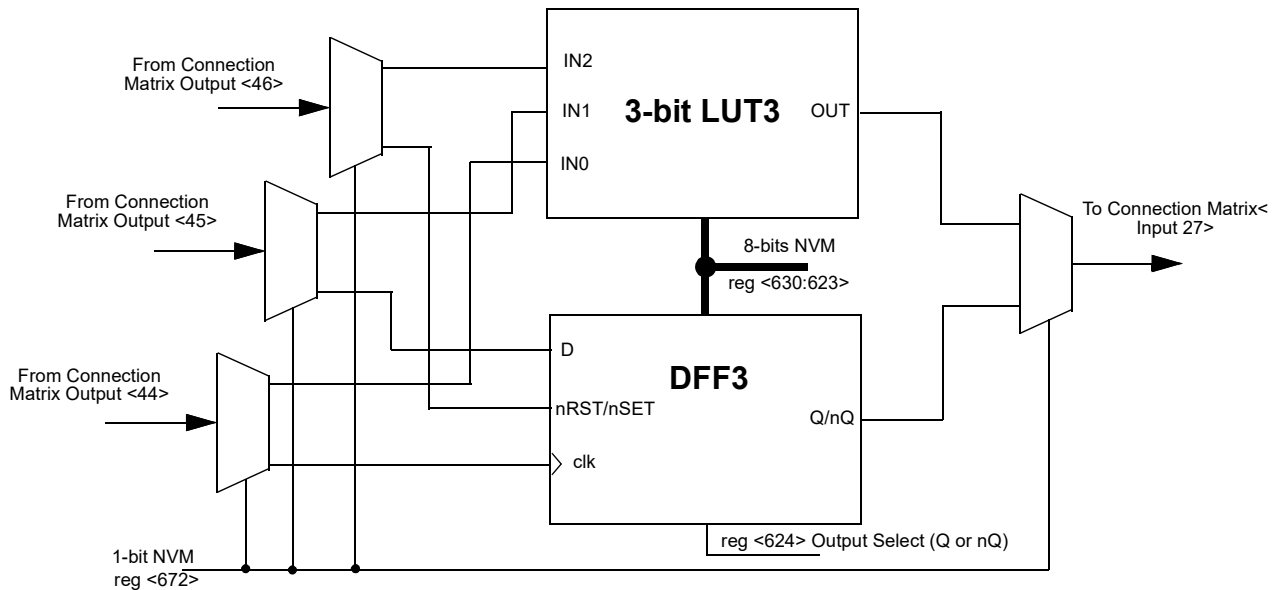 From Connection
Matrix Output <46>
IN2
IN1
3-bit LUT3
OUT
IN0
From Connection
Matrix Output <45>
To Connection Matrix<
Input 27>
8-bits NVM
reg <630:623>
D
DFF3
From Connection
Matrix Output <44>
nRST/nSET
Q/nQ
clk
reg <624> Output Select (Q or nQ)
1-bit NVM
reg <672>